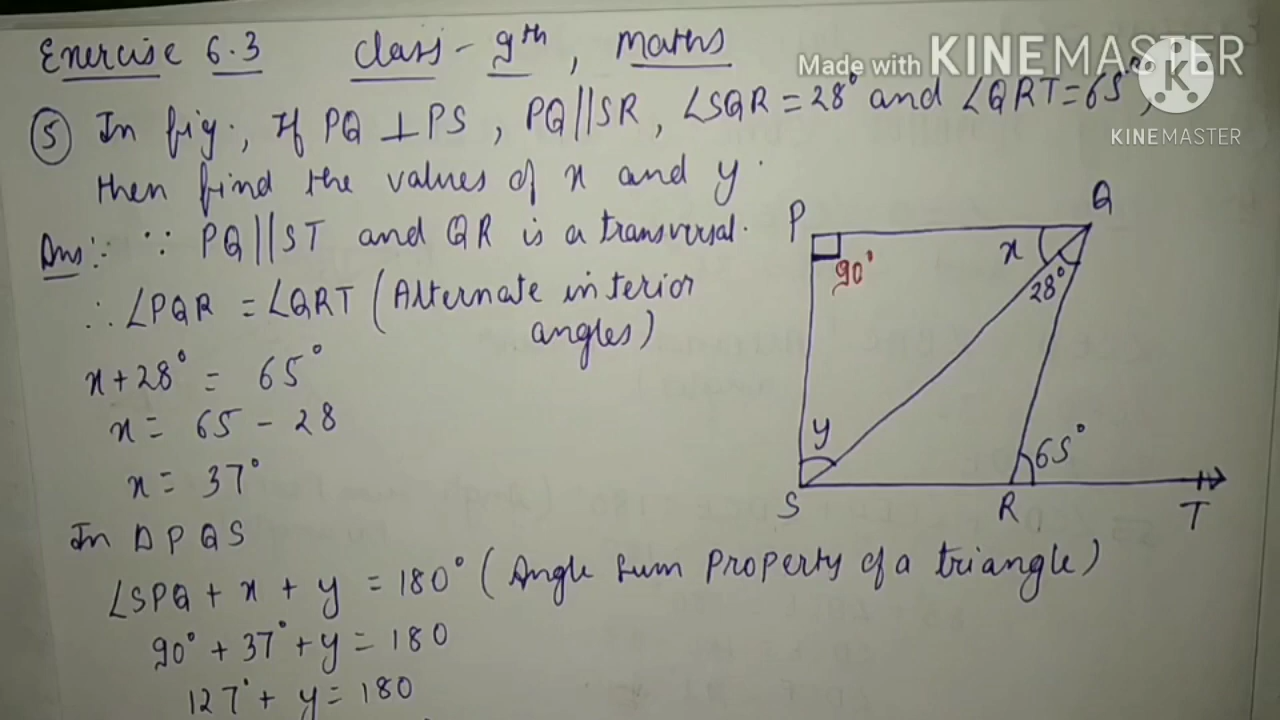 Exercise 6.3 Class - 9th, Maths
Made with KINEMASTER
K
KINEMASTER
(5) In fig., If PQ ⊥ PS, PQ||SR, ∠SQR = 28° and ∠QRT = 65°,
then find the values of x and y.
Ans:- ∵ PQ||ST and QR is a transversal.
∴ ∠PQR = ∠QRT (Alternate interior
angles)
x + 28° = 65°
x = 65 - 28
x = 37°
In ∆PQS
∠SPQ + x + y = 180° (Angle sum Property of a triangle)
90° + 37° + y = 180
127° + y = 180
P
Q
90°
x
28°
y
65°
S
R
T